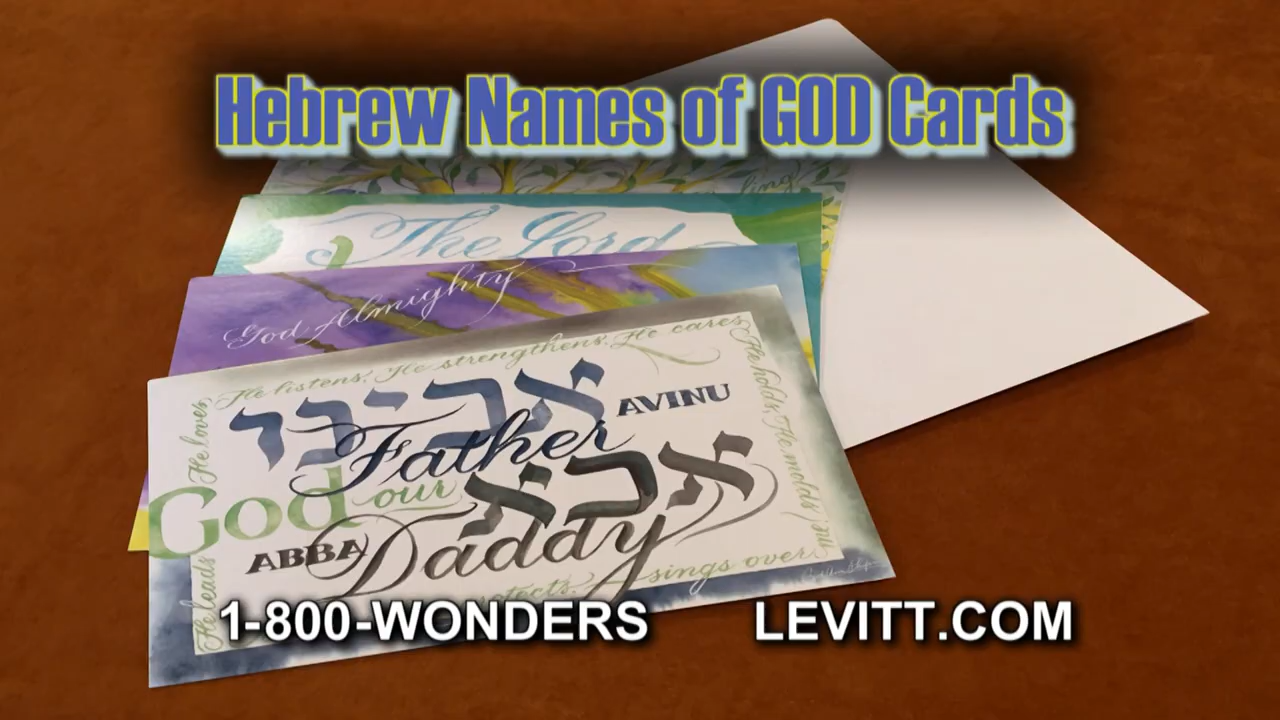 Hebrew Names of GOD Cards
ling
The Lord
God Almighty
He listens, He strengthens, He cares
He holds, He molds me,
He loves
אבינו AVINU
Father
God our אבא
ABBA Daddy
He leads
protects, sings over
1-800-WONDERS LEVITT.COM